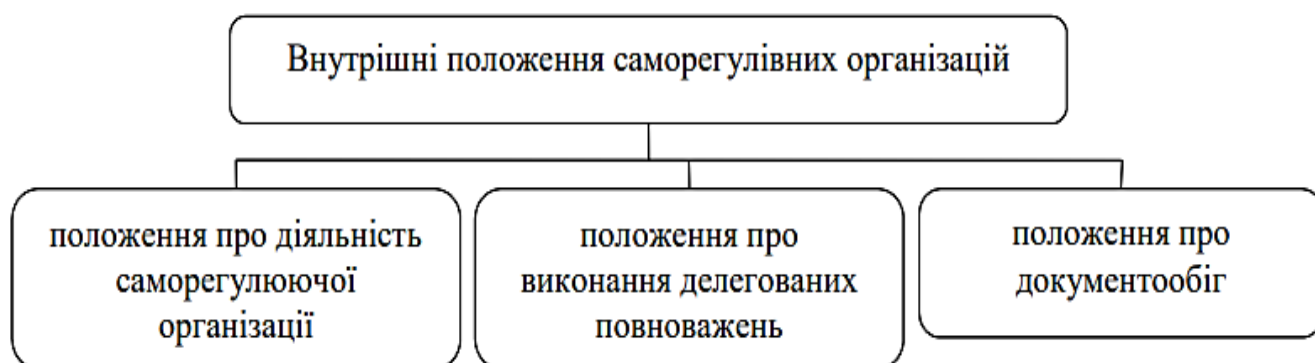 Внутрішні положення саморегулівних організацій
положення про діяльність
саморегулюючої
організації
положення про
виконання делегованих
повноважень
положення про
документообіг